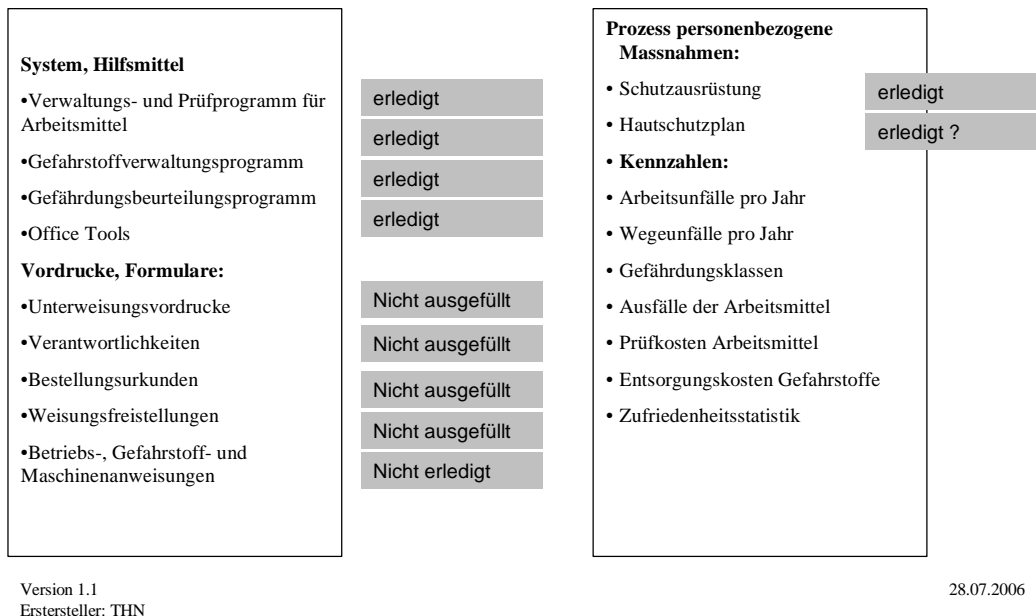 System, Hilfsmittel
•Verwaltungs- und Prüfprogramm für
Arbeitsmittel
•Gefahrstoffverwaltungsprogramm
•Gefährdungsbeurteilungsprogramm
•Office Tools
Vordrucke, Formulare:
•Unterweisungsvordrucke
•Verantwortlichkeiten
•Bestellungsurkunden
•Weisungsfreistellungen
•Betriebs-, Gefahrstoff- und
Maschinenanweisungen
erledigt
erledigt
erledigt
erledigt
Nicht ausgefüllt
Nicht ausgefüllt
Nicht ausgefüllt
Nicht ausgefüllt
Nicht erledigt
Prozess personenbezogene
Massnahmen:
• Schutzausrüstung
• Hautschutzplan
• Kennzahlen:
• Arbeitsunfälle pro Jahr
• Wegeunfälle pro Jahr
• Gefährdungsklassen
• Ausfälle der Arbeitsmittel
• Prüfkosten Arbeitsmittel
• Entsorgungskosten Gefahrstoffe
• Zufriedenheitsstatistik
erledigt
erledigt ?
Version 1.1
Erstersteller: THN
28.07.2006